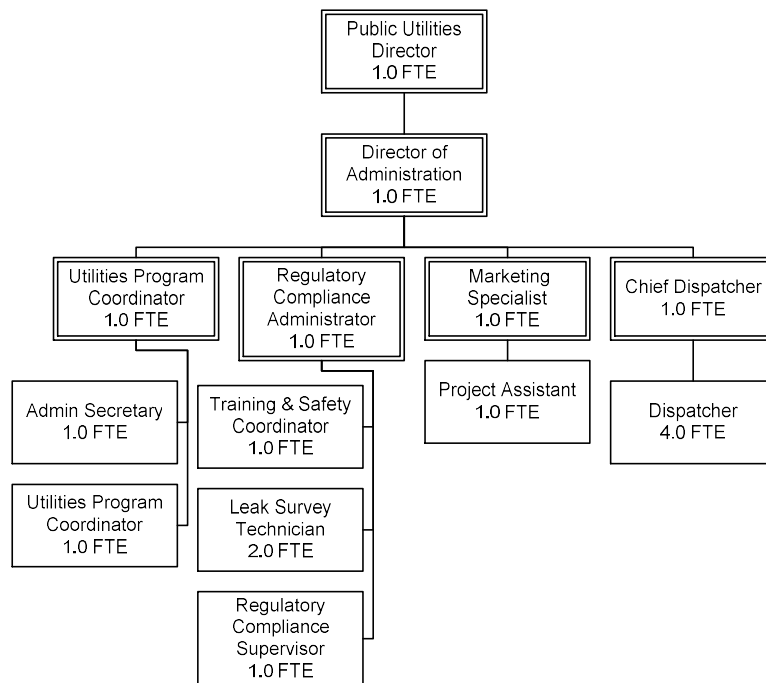 Public Utilities
Director
1.0 FTE
Director of
Administration
1.0 FTE
Utilities Program
Coordinator
1.0 FTE
Regulatory
Compliance
Administrator
1.0 FTE
Marketing
Specialist
1.0 FTE
Chief Dispatcher
1.0 FTE
Admin Secretary
1.0 FTE
Training & Safety
Coordinator
1.0 FTE
Project Assistant
1.0 FTE
Dispatcher
4.0 FTE
Utilities Program
Coordinator
1.0 FTE
Leak Survey
Technician
2.0 FTE
Regulatory
Compliance
Supervisor
1.0 FTE